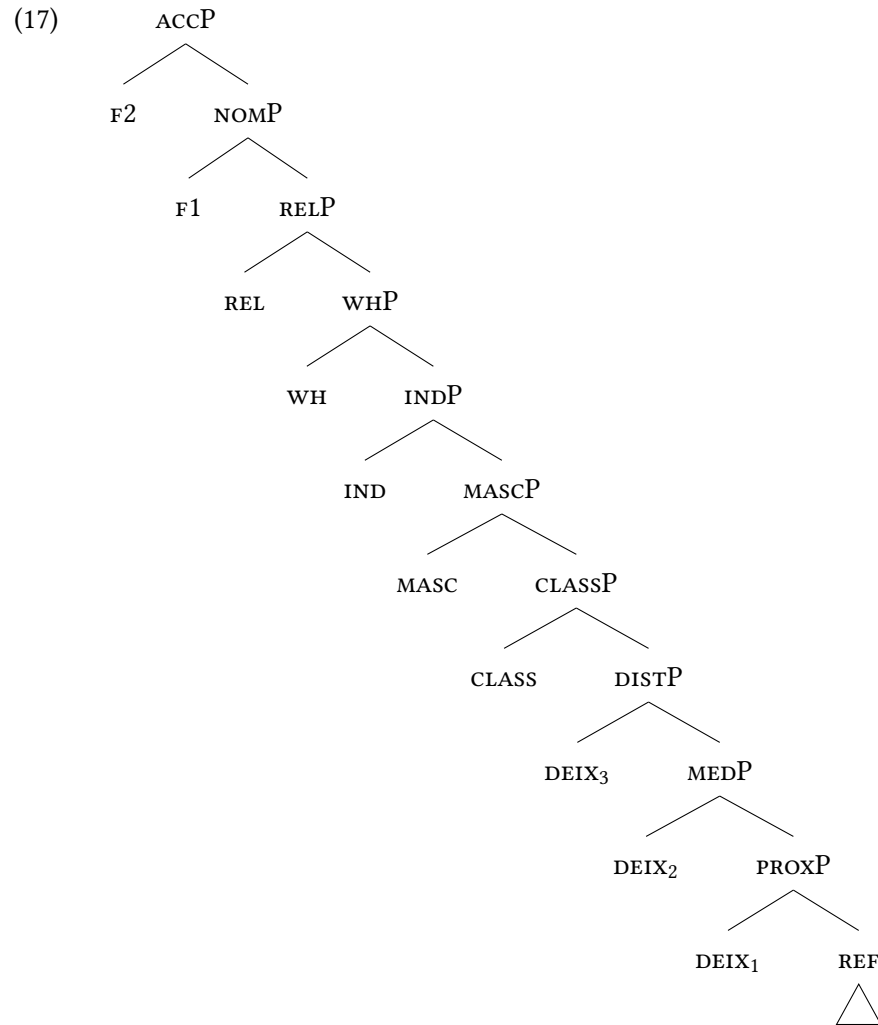 (17) ACCP
F2 NOMP
F1 RELP
REL WHP
WH INDP
IND MASCP
MASC CLASSP
CLASS DISTP
DEIX₃ MEDP
DEIX₂ PROXP
DEIX₁ REF